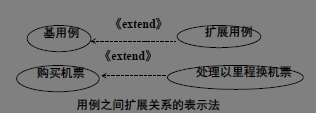 《extend》
基用例
扩展用例
《extend》
购买机票
处理以里程换机票
用例之间扩展关系的表示法